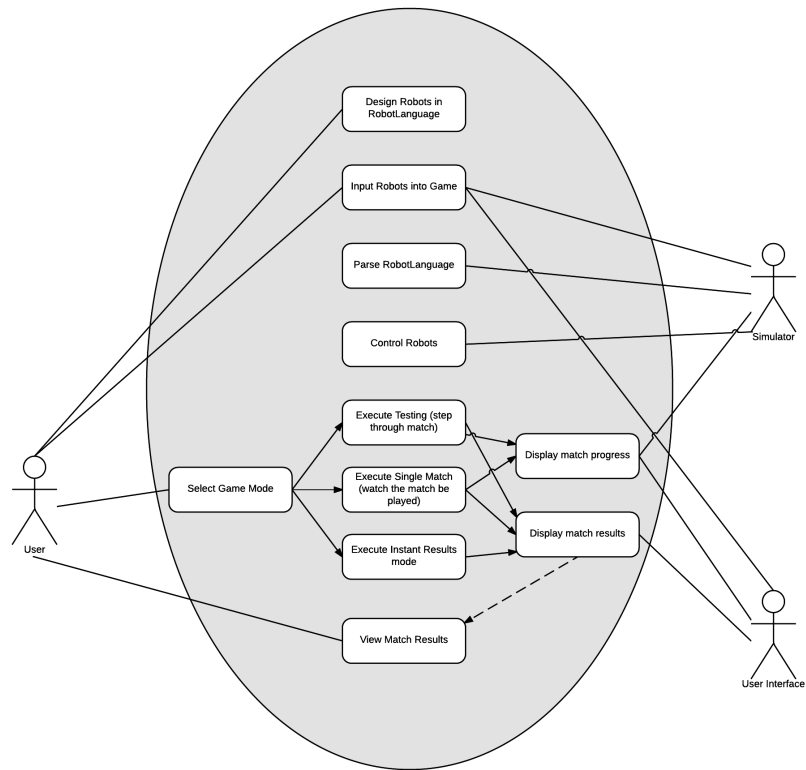 Design Robots in
RobotLanguage
Input Robots into Game
Parse RobotLanguage
Simulator
Control Robots
Execute Testing (step
through match)
Display match progress
User
Select Game Mode
Execute Single Match
(watch the match be
played)
Display match results
Execute Instant Results
mode
View Match Results
User Interface